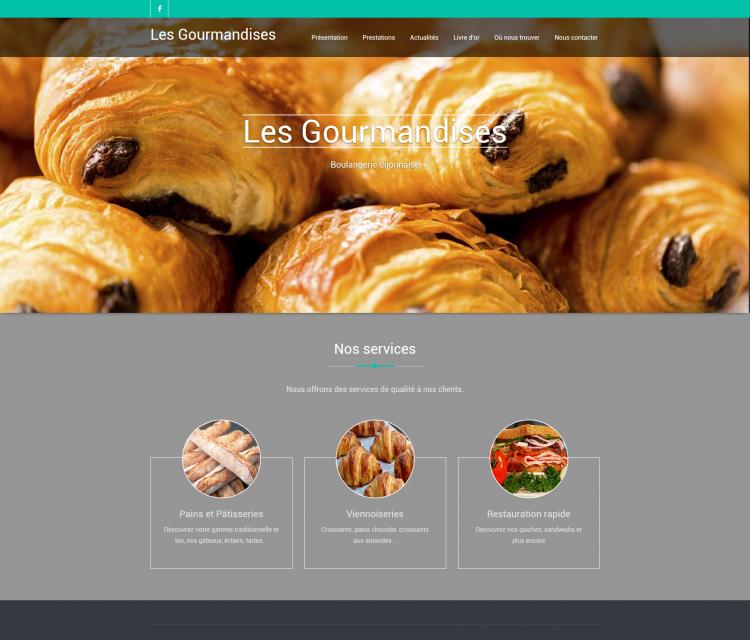 f
Les Gourmandises
Présentation
Prestations
Actualités
Livre d'or
Où nous trouver
Nous contacter
Les Gourmandises
Boulangerie dijonnaise
Nos services
Nous offrons des services de qualité à nos clients.
Pains et Pâtisseries
Découvrez notre gamme traditionnelle et
bio, nos gâteaux, éclairs, tartes...
Viennoiseries
Croissants, pains chocolat, croissants
aux amandes...
Restauration rapide
Découvrez nos quiches, sandwichs et
plus encore